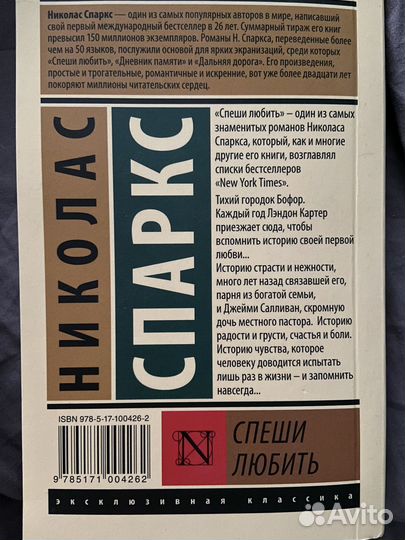 Николас Спаркс — один из самых популярных авторов в мире, написавший
свой первый международный бестселлер в 26 лет. Суммарный тираж его книг
превысил 150 миллионов экземпляров. Романы Н. Спаркса, переведенные более
чем на 50 языков, послужили основой для ярких экранизаций, среди которых
«Спеши любить», «Дневник памяти» и «Дальняя дорога». Его произведения,
простые и трогательные, романтичные и искренние, вот уже более двадцати лет
покоряют миллионы читательских сердец.
НИКОЛАС
СПАРКС
«Спеши любить» – один из самых
знаменитых романов Николаса
Спаркса, который, как и многие
другие его книги, возглавлял
списки бестселлеров
«New York Times».
Тихий городок Бофор.
Каждый год Лэндон Картер
приезжает сюда, чтобы
вспомнить историю своей первой
любви...
Историю страсти и нежности,
много лет назад связавшей его,
парня из богатой семьи,
и Джейми Салливан, скромную
дочь местного пастора. Историю
радости и грусти, счастья и боли.
Историю чувства, которое
человеку доводится испытать
лишь раз в жизни – и запомнить
навсегда...
ISBN 978-5-17-100426-2
9 785171 004262
N
СПЕШИ
ЛЮБИТЬ
эксклюзивная классика
Avito